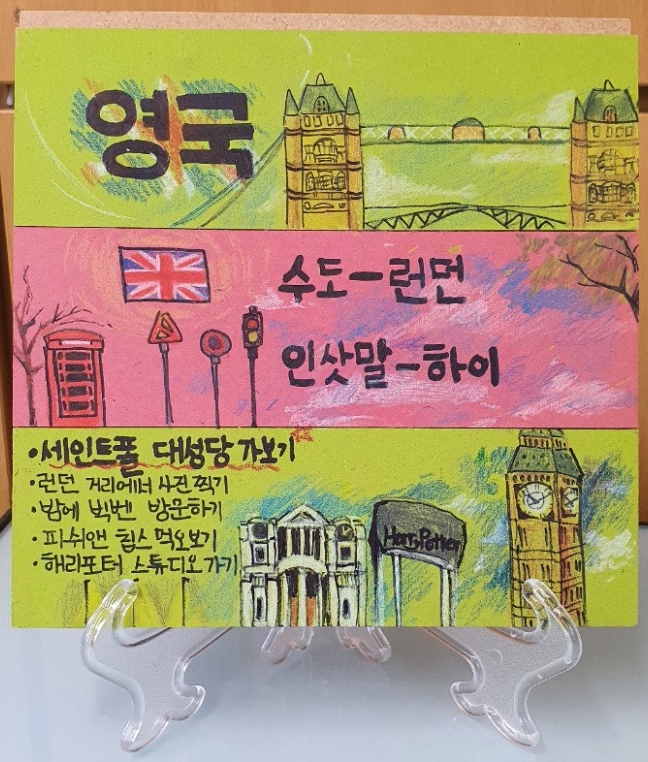 영국
수도-런던
인삿말-하이
•세인트폴 대성당 가보기
•런던 거리에서 사진 찍기
•밤에 빅벤 방문하기
•피쉬앤 칩스 먹어보기
•해리포터 스튜디오 가기
Harry Potter